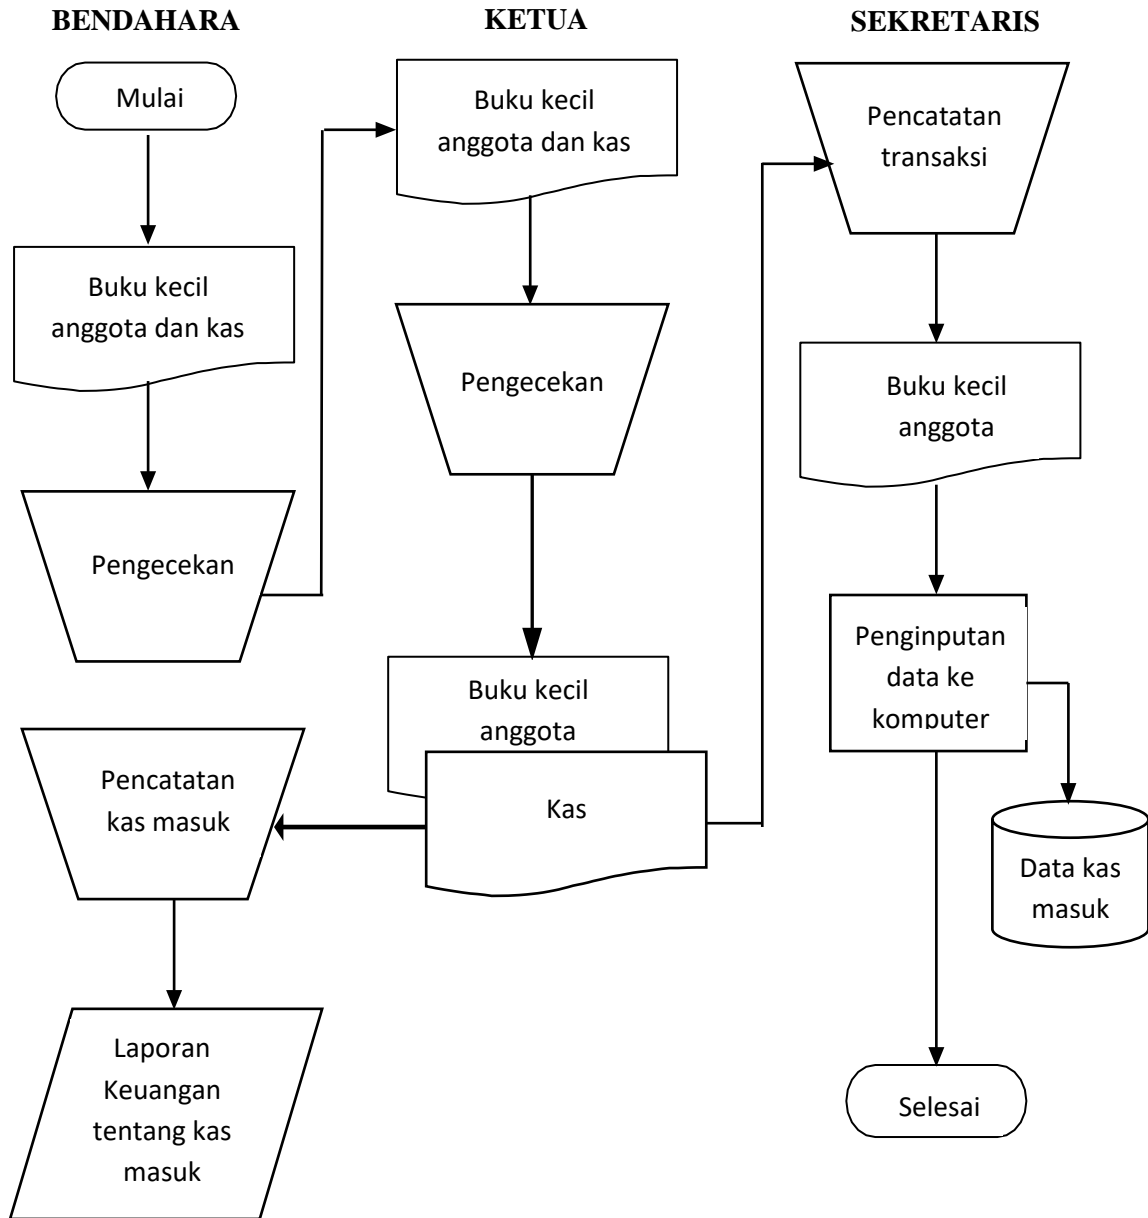 BENDAHARA
KETUA
SEKRETARIS
Mulai
Buku kecil
anggota dan kas
Pengecekan
Pencatatan
kas masuk
Laporan
Keuangan
tentang kas
masuk
Buku kecil
anggota dan kas
Pengecekan
Buku kecil
anggota
Kas
Pencatatan
transaksi
Buku kecil
anggota
Penginputan
data ke
komputer
Data kas
masuk
Selesai